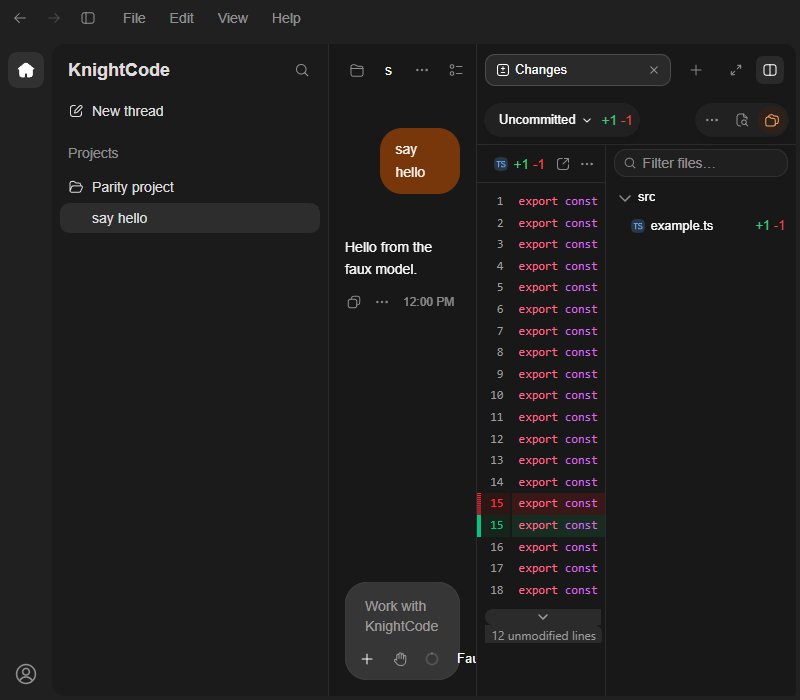 File Edit View Help
KnightCode
New thread
Projects
Parity project
say hello
s
say
hello
Hello from the
faux model.
12:00 PM
Work with
KnightCode
Changes
Uncommitted +1 -1
TS +1 -1
1 export const
2 export const
3 export const
4 export const
5 export const
6 export const
7 export const
8 export const
9 export const
10 export const
11 export const
12 export const
13 export const
14 export const
15 export const
15 export const
16 export const
17 export const
18 export const
12 unmodified lines
Filter files...
src
TS example.ts +1 -1